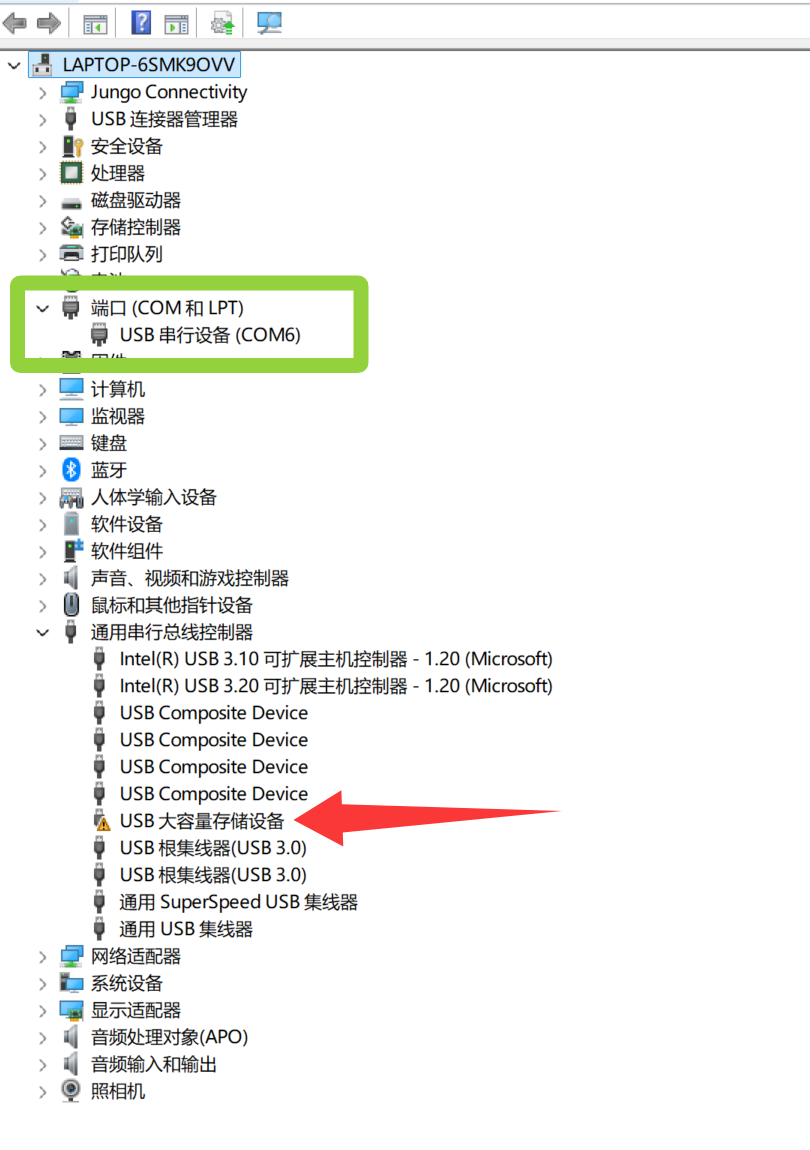 LAPTOP-6SMK9OVV
Jungo Connectivity
USB 连接器管理器
安全设备
处理器
磁盘驱动器
存储控制器
打印队列
端口 (COM 和 LPT)
USB 串行设备 (COM6)
计算机
监视器
键盘
蓝牙
人体学输入设备
软件设备
软件组件
声音、视频和游戏控制器
鼠标和其他指针设备
通用串行总线控制器
Intel(R) USB 3.10 可扩展主机控制器 - 1.20 (Microsoft)
Intel(R) USB 3.20 可扩展主机控制器 - 1.20 (Microsoft)
USB Composite Device
USB Composite Device
USB Composite Device
USB Composite Device
USB 大容量存储设备
USB 根集线器(USB 3.0)
USB 根集线器(USB 3.0)
通用 SuperSpeed USB 集线器
通用 USB 集线器
网络适配器
系统设备
显示适配器
音频处理对象(APO)
音频输入和输出
照相机